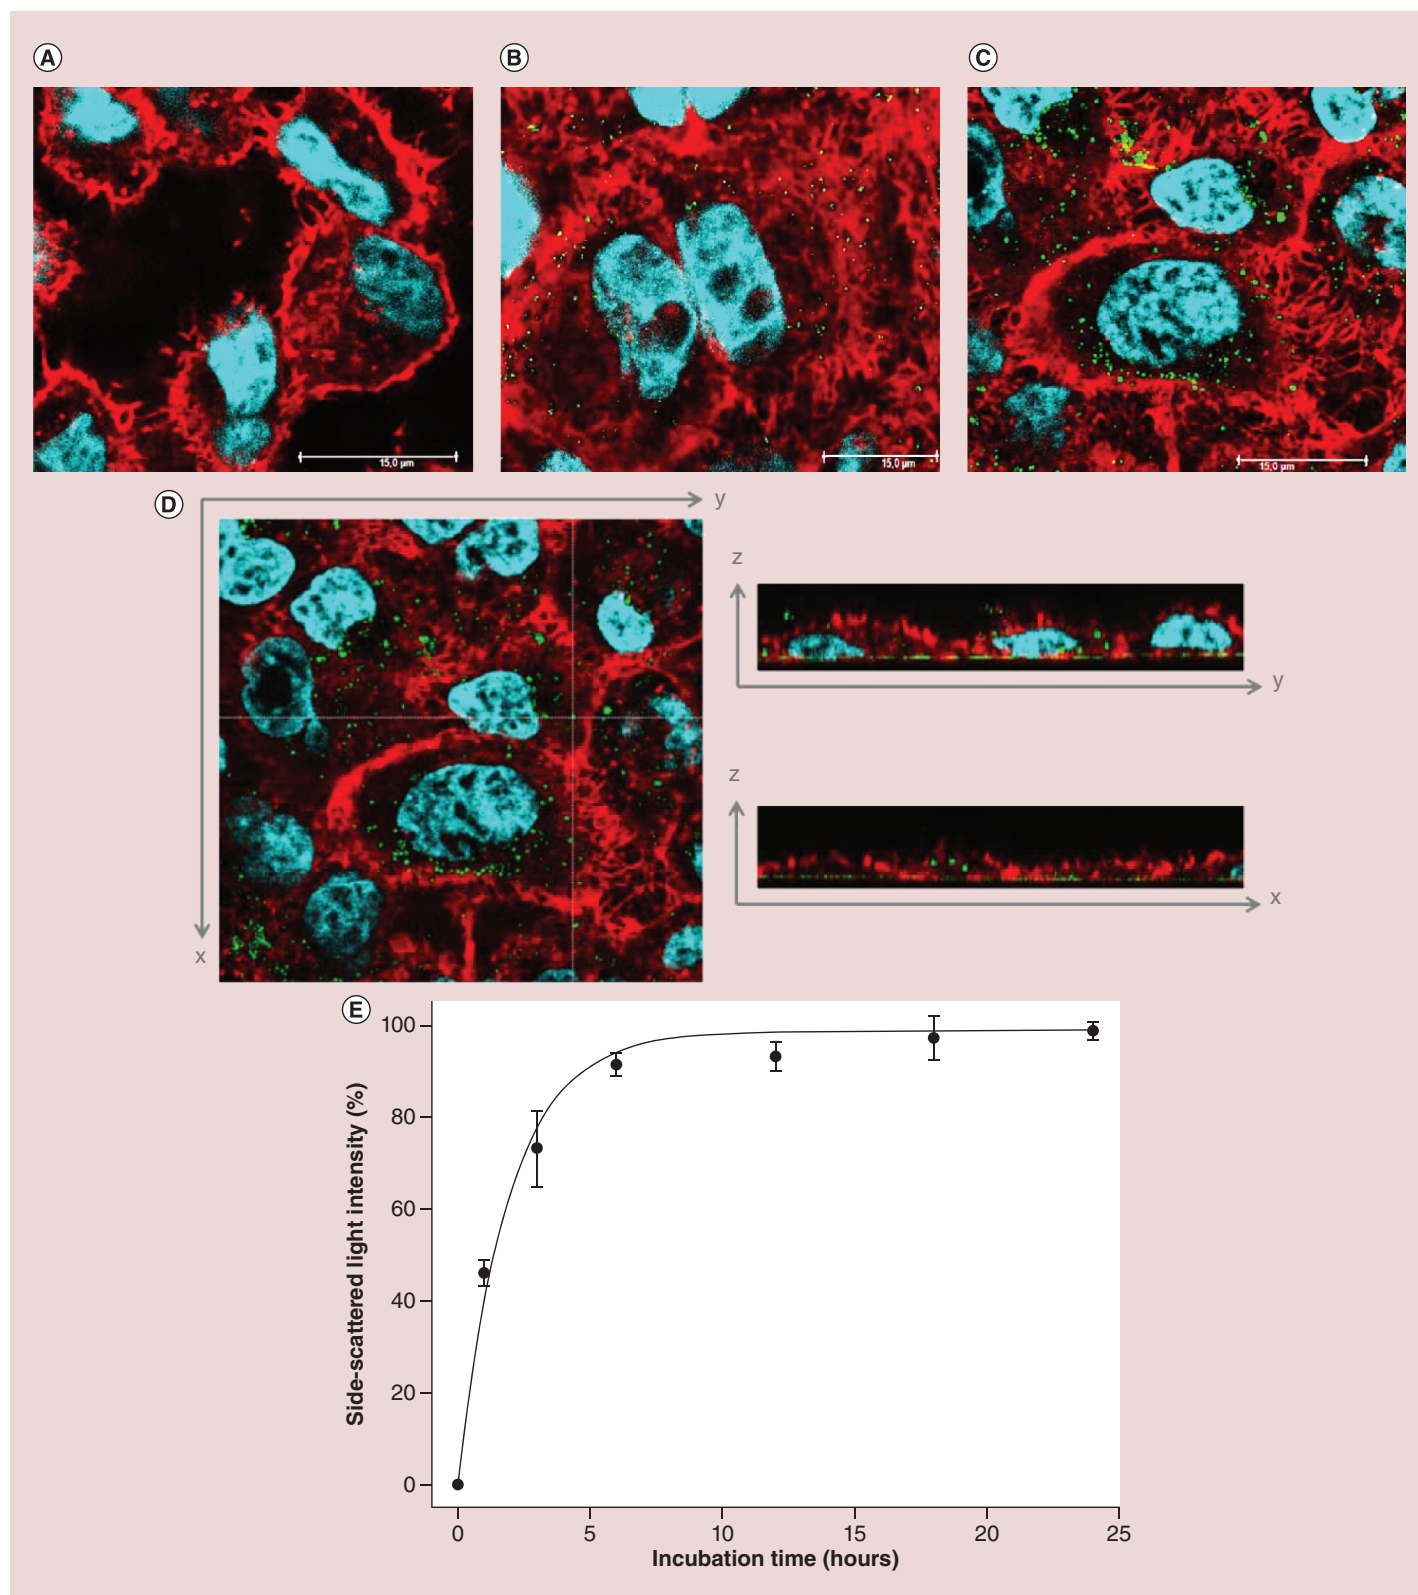 A
B
C
15,0 µm
15,0 µm
15,0 µm
D
y
x
z
y
z
x
E
100
80
60
40
20
0
Side-scattered light intensity (%)
0 5 10 15 20 25
Incubation time (hours)